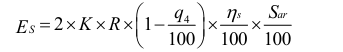 E_S = 2 × K × R × (1 − q_4/100) × η_s/100 × S_ar/100